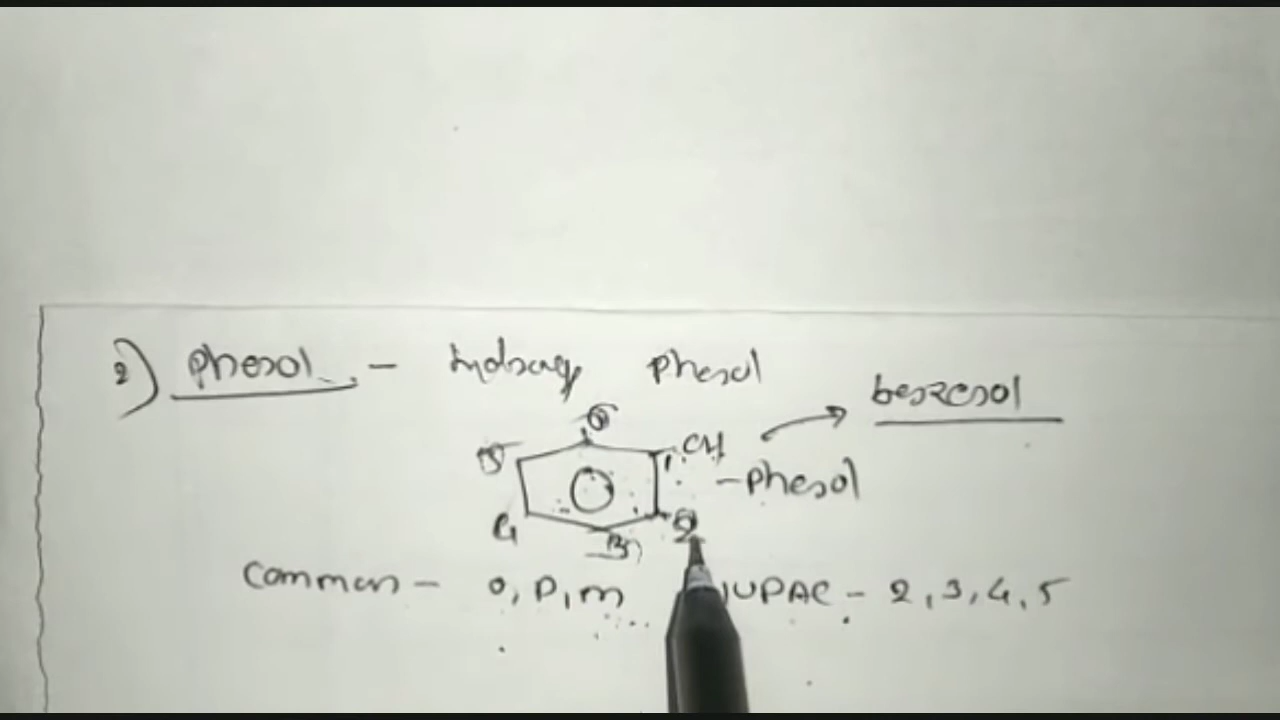 2) Phenol - hydroxy phenol
benzenol
6
5 1 OH
- phenol
4 3 2
Common - o, p, m IUPAC - 2, 3, 4, 5